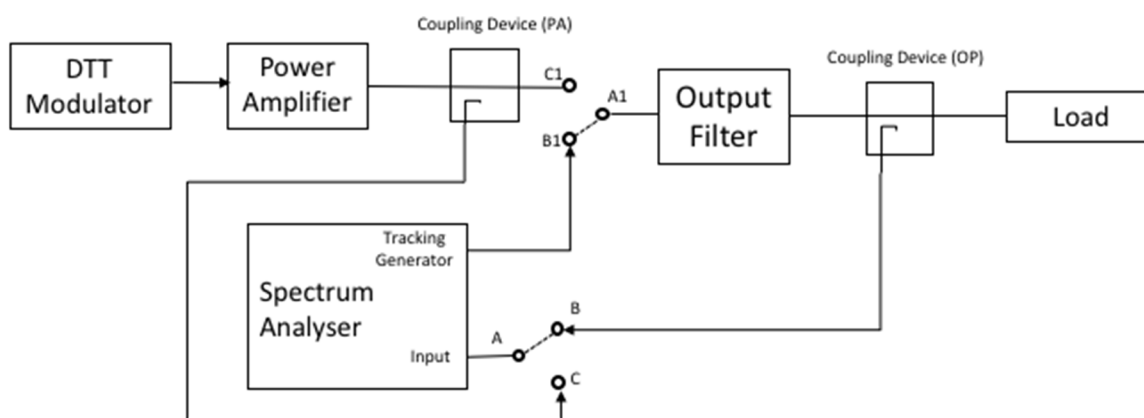 Coupling Device (PA)
DTT
Modulator
Power
Amplifier
C1
A1
B1
Output
Filter
Coupling Device (OP)
Load
Tracking
Generator
Spectrum
Analyser
Input
A
B
C